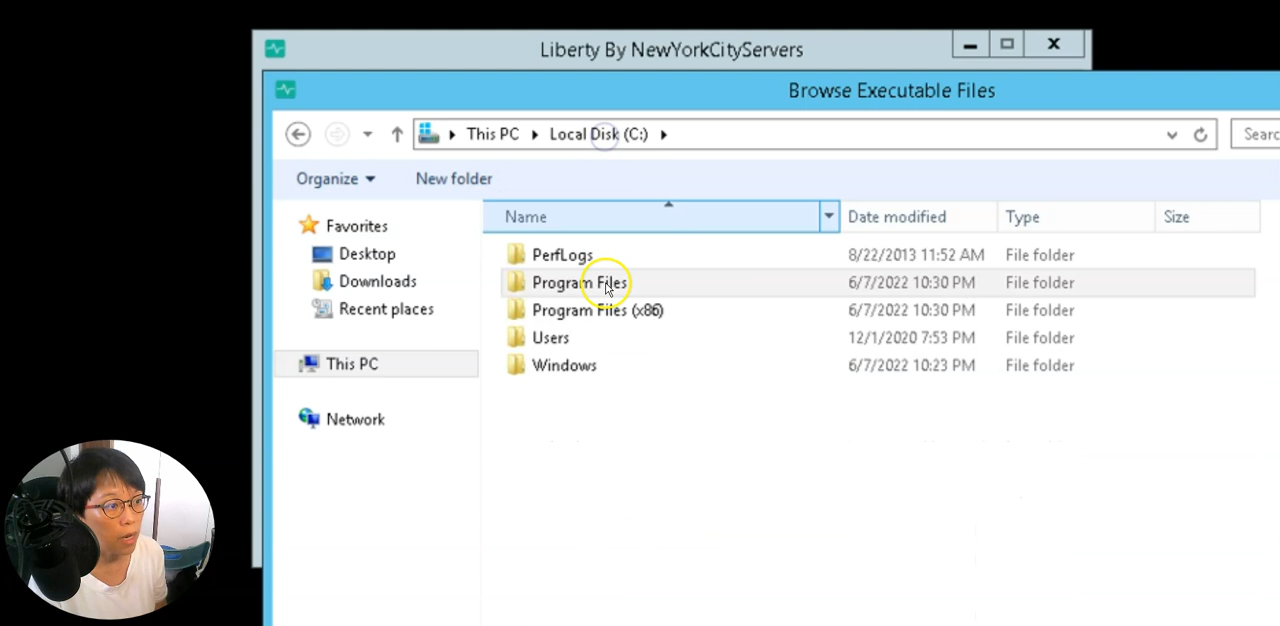 Liberty By NewYorkCityServers
Browse Executable Files
This PC Local Disk (C:)
Searc
Organize New folder
Name Date modified Type Size
Favorites
Desktop
Downloads
Recent places
This PC
Network
PerfLogs 8/22/2013 11:52 AM File folder
Program Files 6/7/2022 10:30 PM File folder
Program Files (x86) 6/7/2022 10:30 PM File folder
Users 12/1/2020 7:53 PM File folder
Windows 6/7/2022 10:23 PM File folder